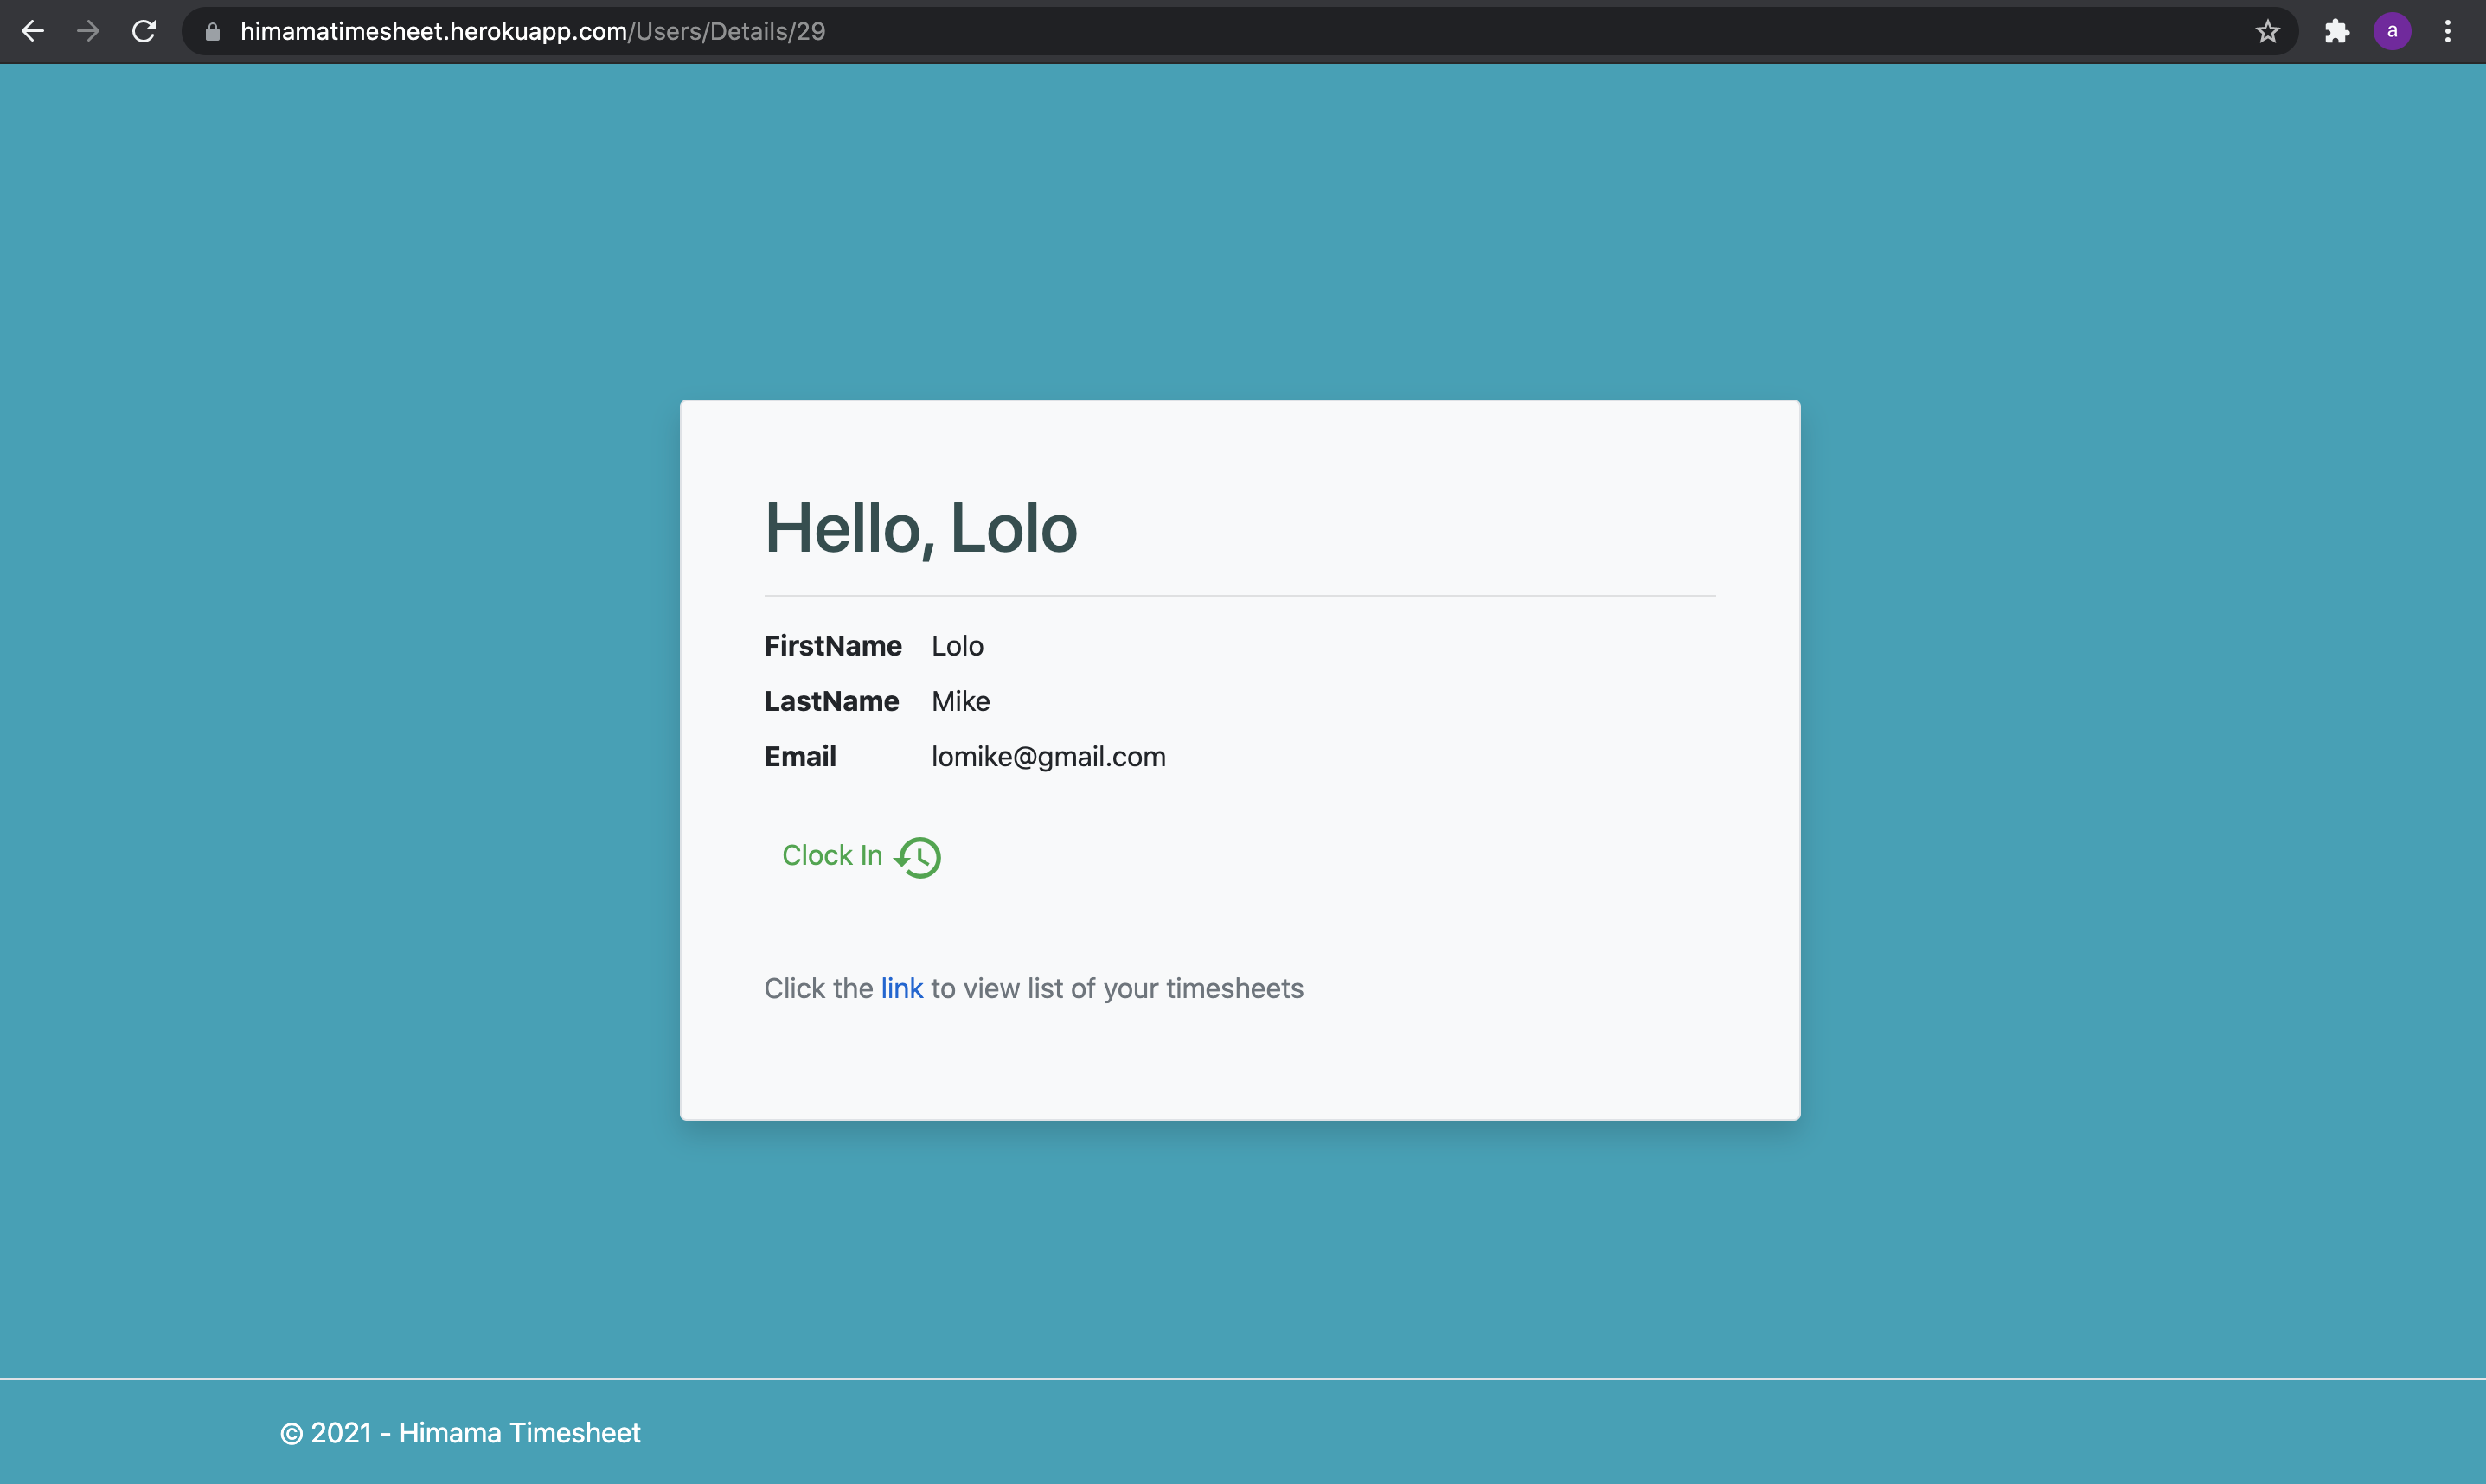 himamatimesheet.herokuapp.com/Users/Details/29
a
Hello, Lolo
FirstName Lolo
LastName Mike
Email lomike@gmail.com
Clock In
Click the link to view list of your timesheets
© 2021 - Himama Timesheet